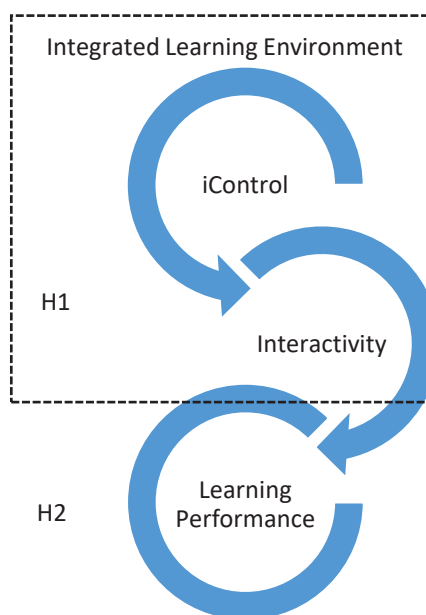 Integrated Learning Environment
iControl
H1
Interactivity
Learning
Performance
H2